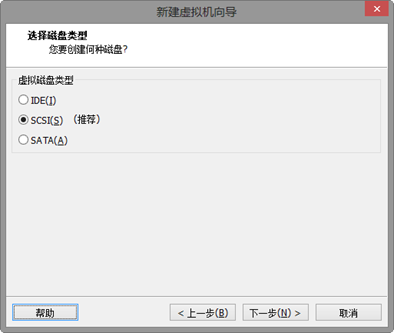 新建虚拟机向导
选择磁盘类型
您要创建何种磁盘?
虚拟磁盘类型
IDE(I)
SCSI(S) （推荐）
SATA(A)
帮助
< 上一步(B)
下一步(N) >
取消